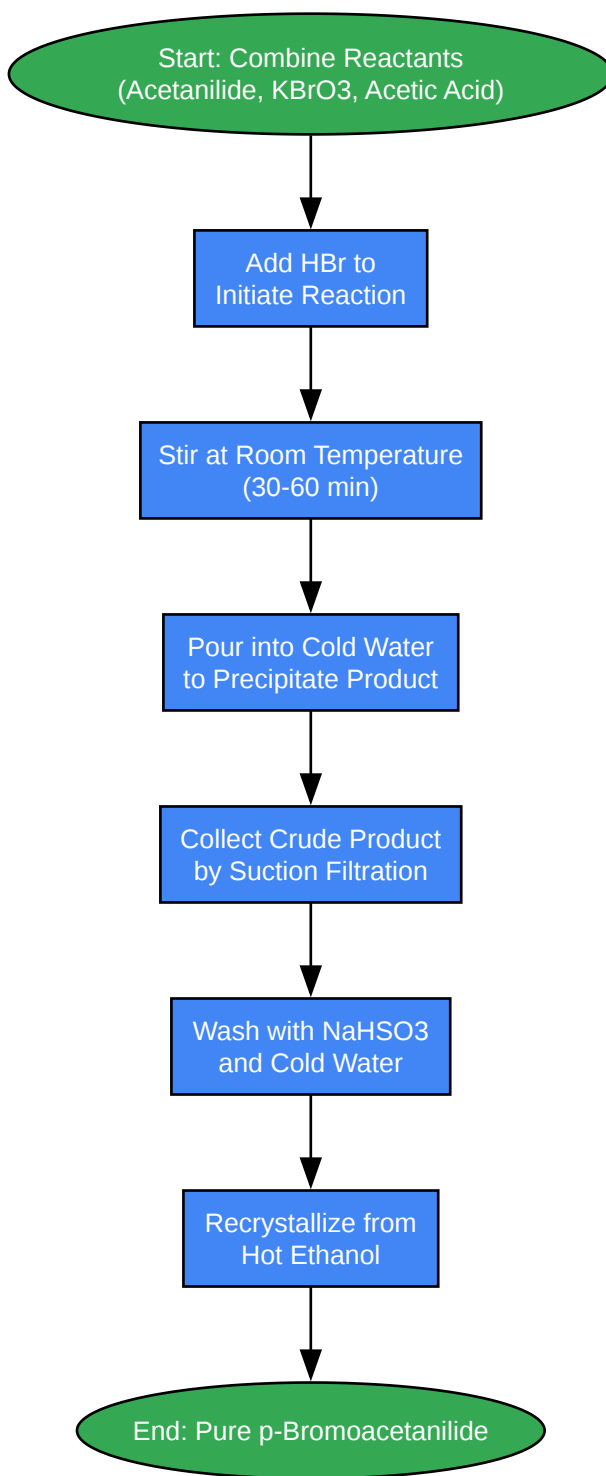 Start: Combine Reactants
(Acetanilide, KBrO3, Acetic Acid)
Add HBr to
Initiate Reaction
Stir at Room Temperature
(30-60 min)
Pour into Cold Water
to Precipitate Product
Collect Crude Product
by Suction Filtration
Wash with NaHSO3
and Cold Water
Recrystallize from
Hot Ethanol
End: Pure p-Bromoacetanilide